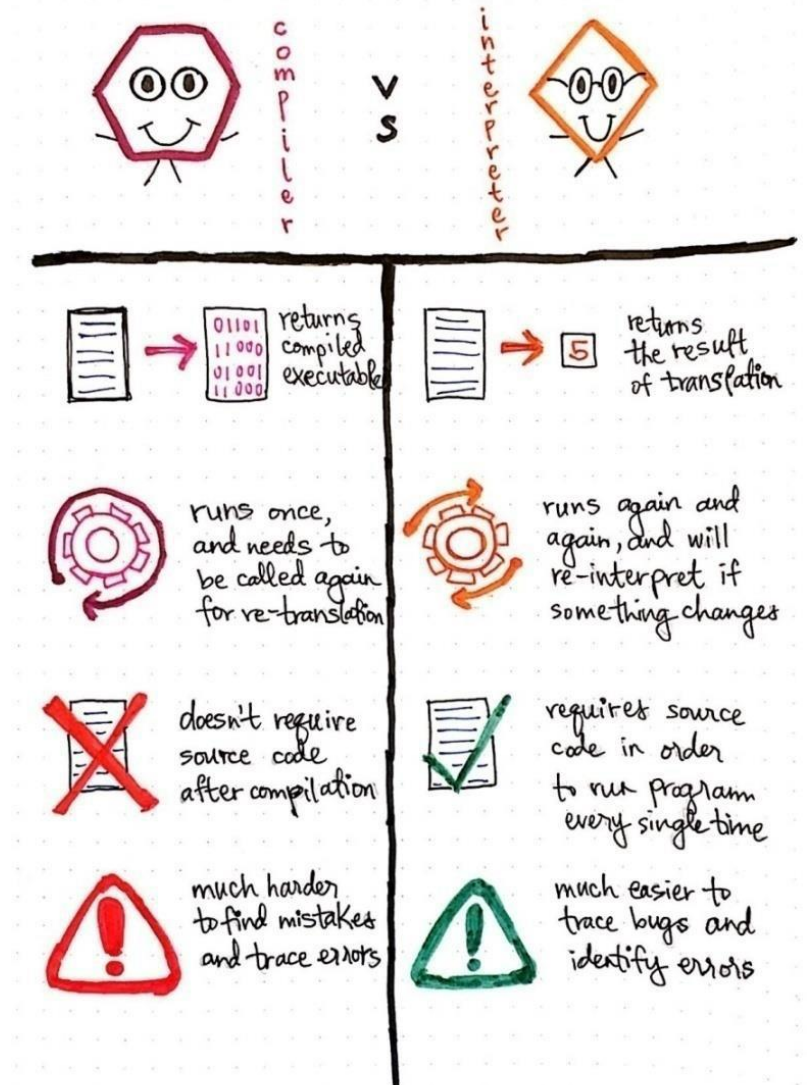 compiler
vs
interpreter
01101
11000
01001
11000
returns
compiled
executable
5
returns
the result
of translation
runs once,
and needs to
be called again
for re-translation
runs again and
again, and will
re-interpret if
something changes
doesn't require
source code
after compilation
requires source
code in order
to run programm
every single time
much harder
to find mistakes
and trace errors
much easier to
trace bugs and
identify errors